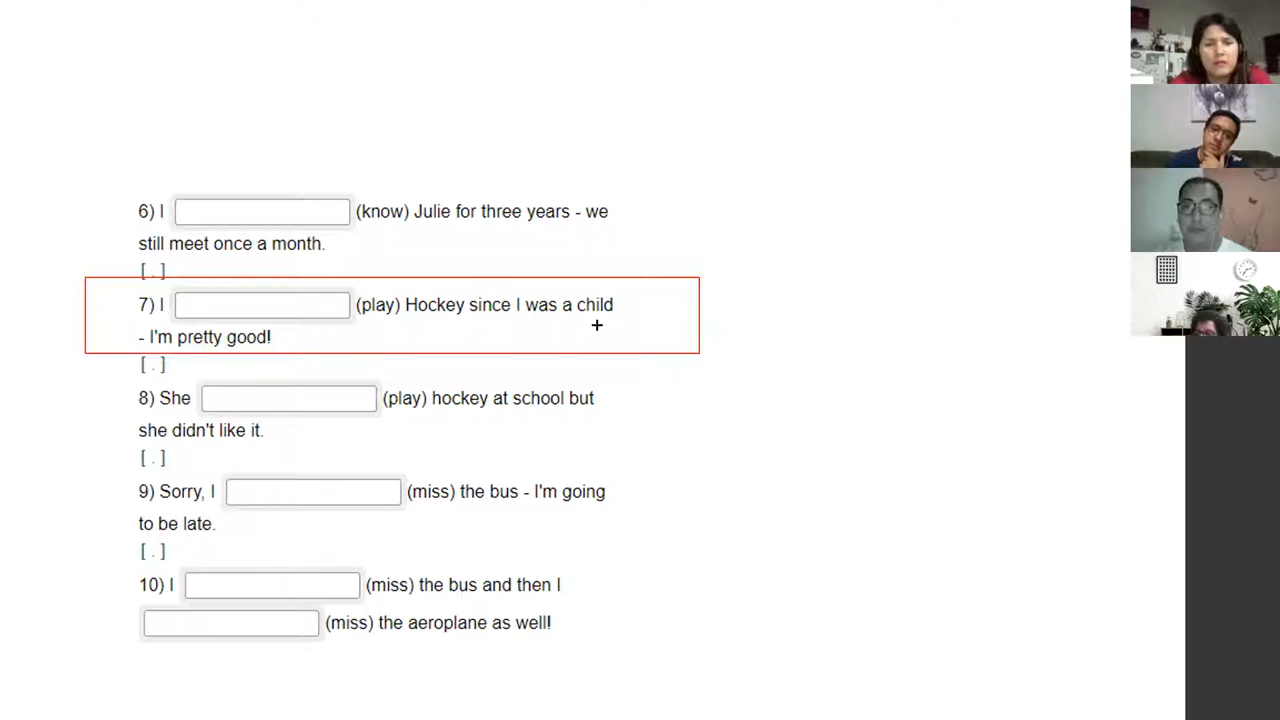 6) I (know) Julie for three years - we
still meet once a month.
[ . ]
7) I (play) Hockey since I was a child
- I'm pretty good!
[ . ]
8) She (play) hockey at school but
she didn't like it.
[ . ]
9) Sorry, I (miss) the bus - I'm going
to be late.
[ . ]
10) I (miss) the bus and then I
(miss) the aeroplane as well!